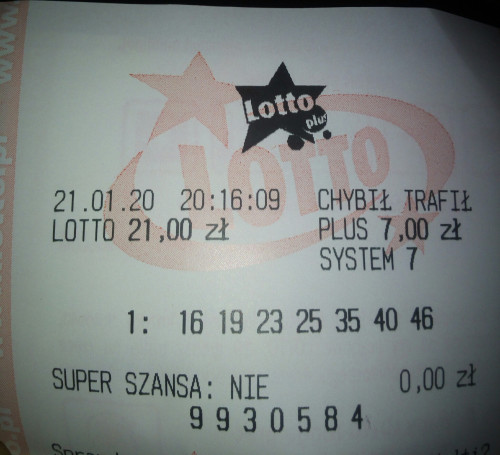 Lotto
plus
LOTTO
21.01.20 20:16:09 CHYBIŁ TRAFIŁ
LOTTO 21,00 zł PLUS 7,00 zł
SYSTEM 7
1: 16 19 23 25 35 40 46
SUPER SZANSA: NIE 0,00 zł
9930584